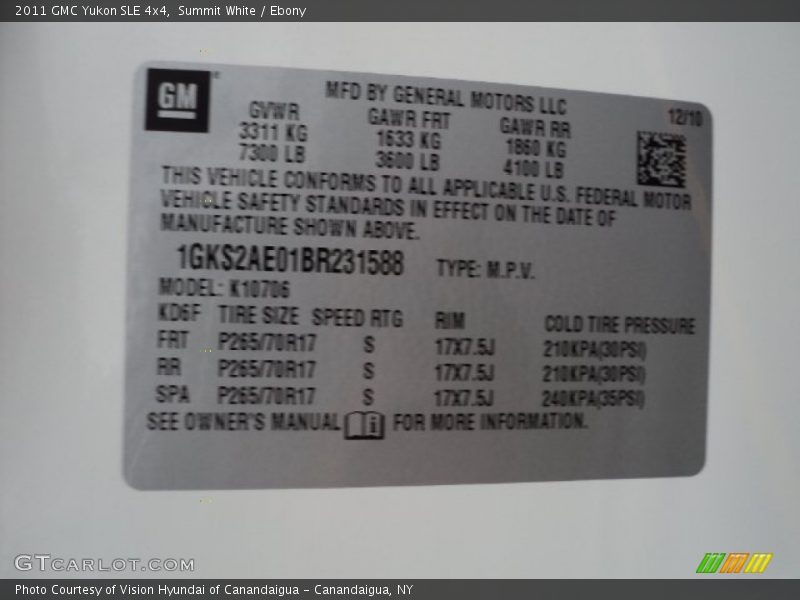 2011 GMC Yukon SLE 4x4, Summit White / Ebony
GM
MFD BY GENERAL MOTORS LLC
12/10
GVWR GAWR FRT GAWR RR
3311 KG 1633 KG 1860 KG
7300 LB 3600 LB 4100 LB
THIS VEHICLE CONFORMS TO ALL APPLICABLE U.S. FEDERAL MOTOR
VEHICLE SAFETY STANDARDS IN EFFECT ON THE DATE OF
MANUFACTURE SHOWN ABOVE.
1GKS2AE01BR231588 TYPE: M.P.V.
MODEL: K10706
KD6F TIRE SIZE SPEED RTG RIM COLD TIRE PRESSURE
FRT P265/70R17 S 17X7.5J 210KPA(30PSI)
RR P265/70R17 S 17X7.5J 210KPA(30PSI)
SPA P265/70R17 S 17X7.5J 240KPA(35PSI)
SEE OWNER'S MANUAL i FOR MORE INFORMATION.
GTCARLOT.COM
Photo Courtesy of Vision Hyundai of Canandaigua - Canandaigua, NY